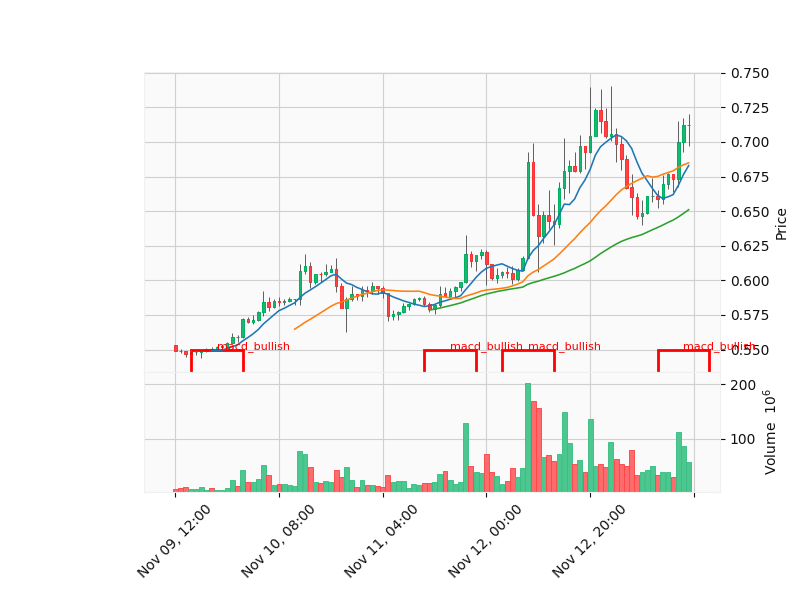 0.750
0.725
0.700
0.675
0.650
0.625
0.600
0.575
0.550
Price
macd_bullish
macd_bullish
macd_bullish
macd_bullish
200
100
Volume 10^6
Nov 09, 12:00
Nov 10, 08:00
Nov 11, 04:00
Nov 12, 00:00
Nov 12, 20:00